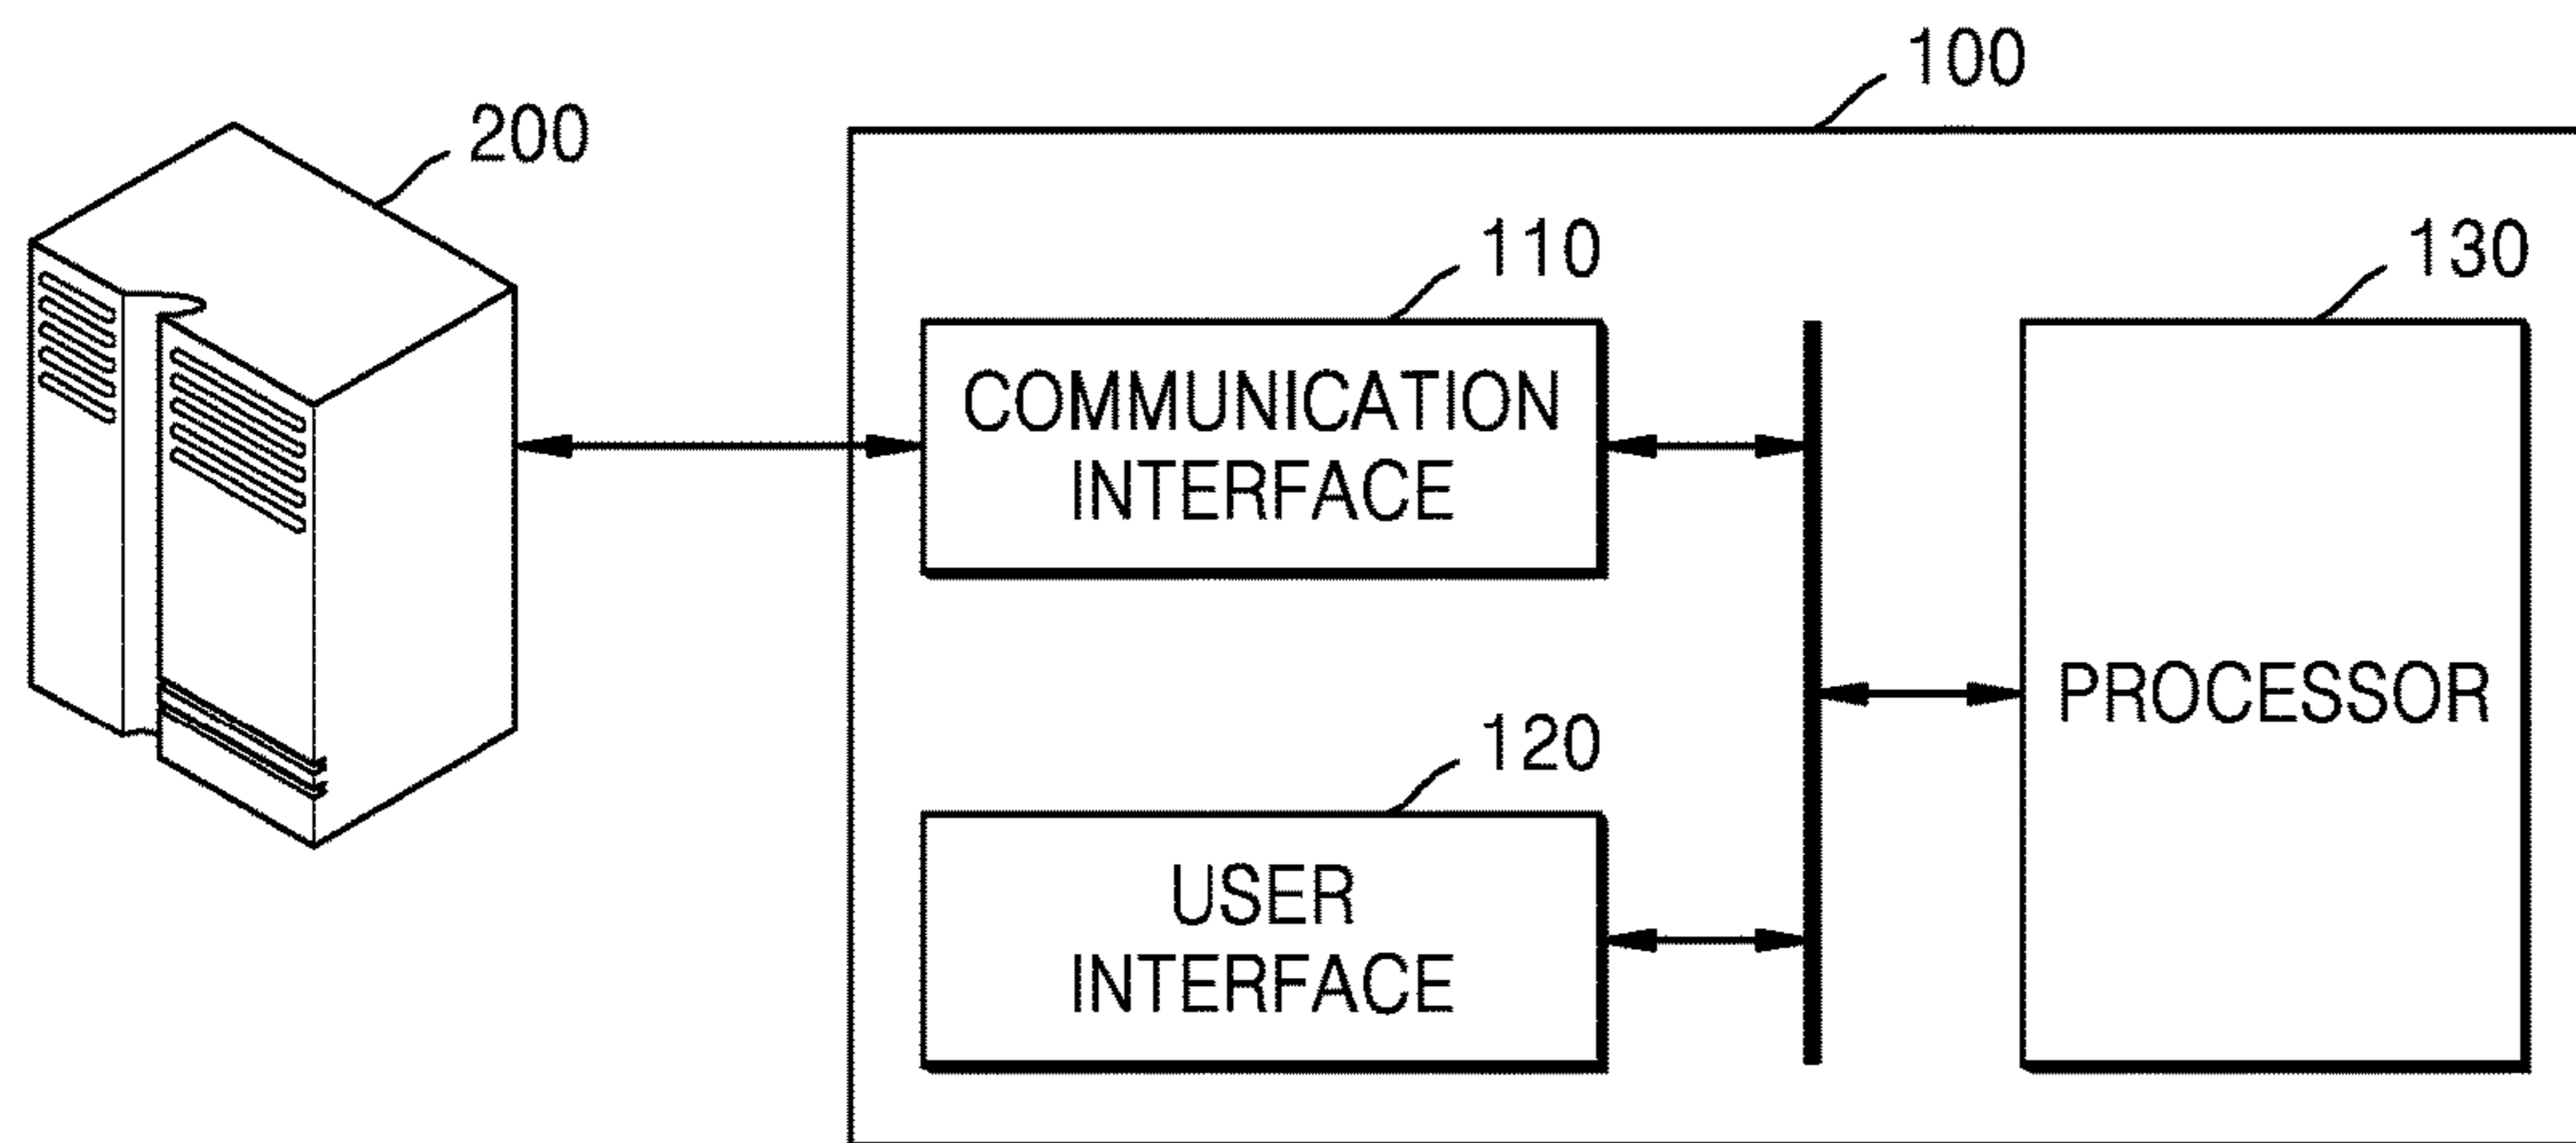 100
200
110
130
COMMUNICATION
INTERFACE
PROCESSOR
120
USER
INTERFACE